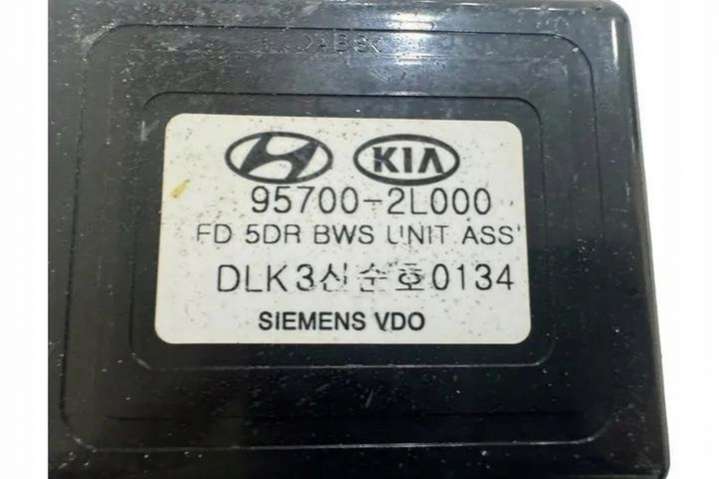 KIA
95700-2L000
FD 5DR BWS UNIT ASS'
DLK3신순호0134
SIEMENS VDO